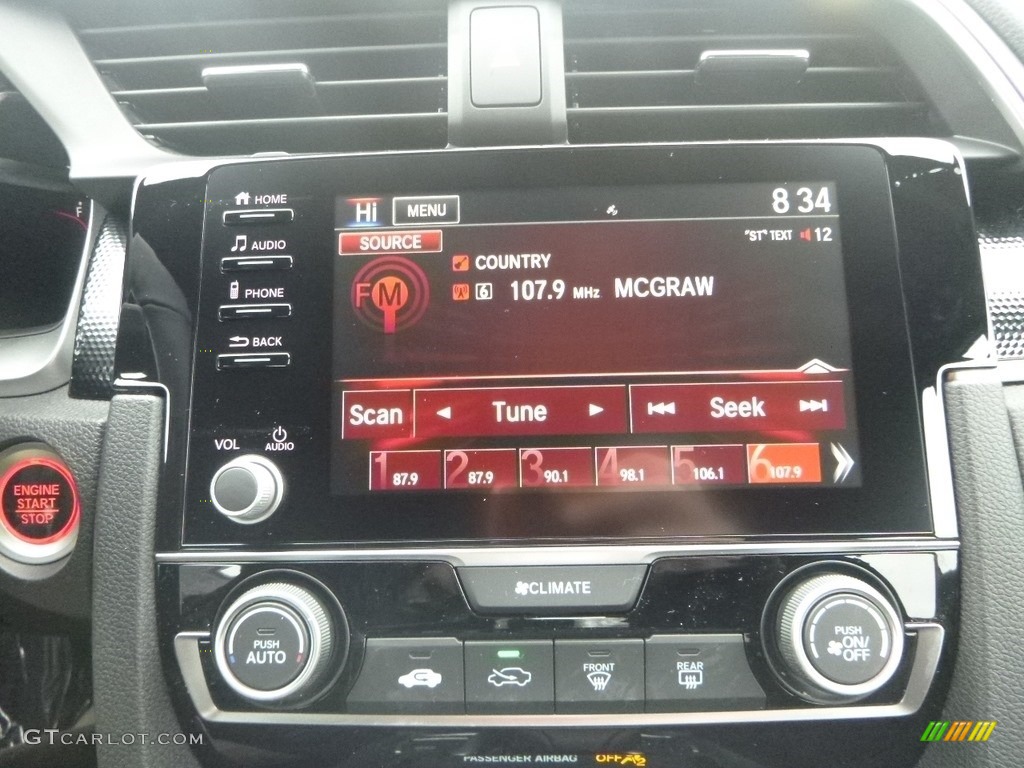 HOME
Hi MENU 8 34
SOURCE "ST" TEXT 12
AUDIO
COUNTRY
FM 6 107.9 MHz MCGRAW
PHONE
BACK
Scan Tune Seek
VOL AUDIO
1 87.9 2 87.9 3 90.1 4 98.1 5 106.1 6 107.9
ENGINE
START
STOP
CLIMATE
PUSH
AUTO
FRONT
REAR
PUSH
ON/
OFF
GTCARLOT.COM
PASSENGER AIRBAG OFF